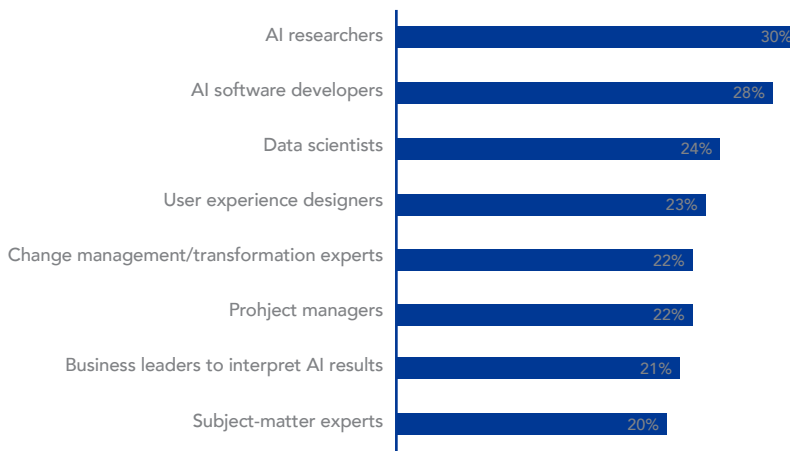 AI researchers 30%
AI software developers 28%
Data scientists 24%
User experience designers 23%
Change management/transformation experts 22%
Prohject managers 22%
Business leaders to interpret AI results 21%
Subject-matter experts 20%